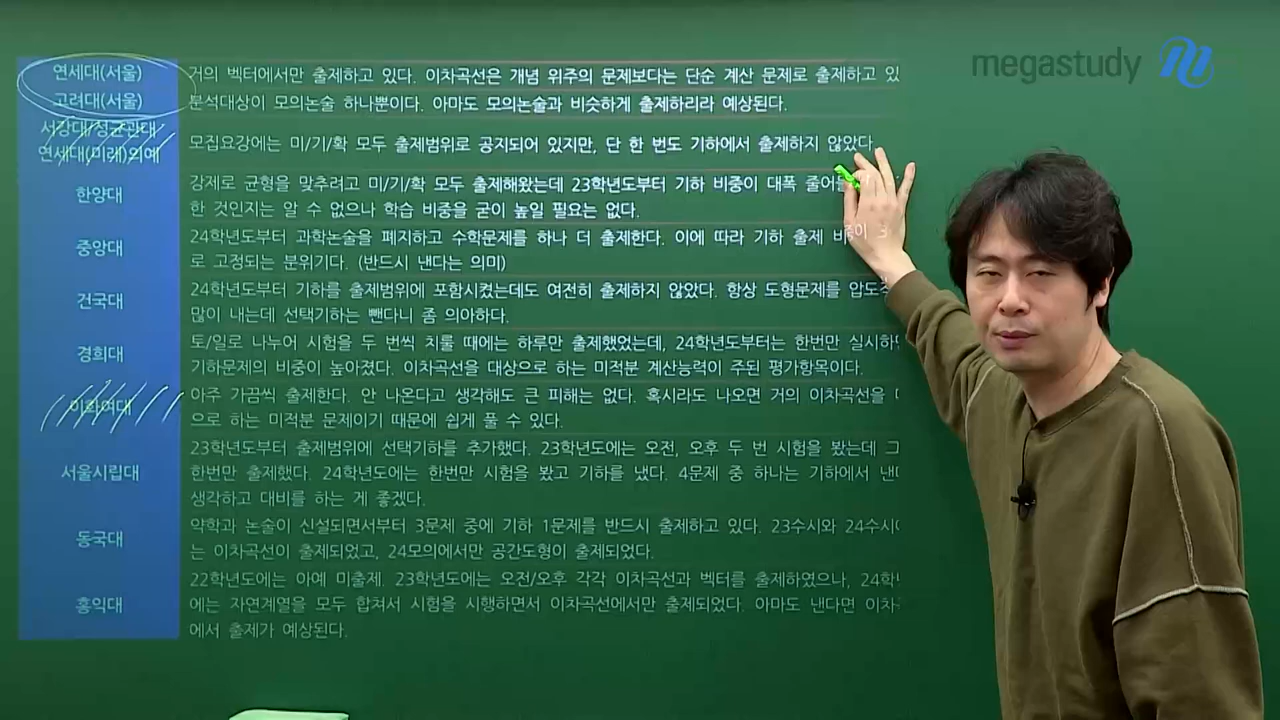 megastudy
연세대(서울)
거의 벡터에서만 출제하고 있다. 이차곡선은 개념 위주의 문제보다는 단순 계산 문제로 출제하고 있
고려대(서울)
분석대상이 모의논술 하나뿐이다. 아마도 모의논술과 비슷하게 출제하리라 예상된다.
서강대/성균관대
연세대(미래)의예
모집요강에는 미/기/확 모두 출제범위로 공지되어 있지만, 단 한 번도 기하에서 출제하지 않았다.
한양대
강제로 균형을 맞추려고 미/기/확 모두 출제해왔는데 23학년도부터 기하 비중이 대폭
한 것인지는 알 수 없으나 학습 비중을 굳이 높일 필요는 없다.
중앙대
24학년도부터 과학논술을 폐지하고 수학문제를 하나 더 출제한다. 이에 따라 기하 출제 비중이
로 고정되는 분위기다. (반드시 낸다는 의미)
건국대
24학년도부터 기하를 출제범위에 포함시켰는데도 여전히 출제하지 않았다. 항상 도형문제를
많이 내는데 선택기하는 뺀다니 좀 의아하다.
경희대
토/일로 나누어 시험을 두 번씩 치룰 때에는 하루만 출제했었는데, 24학년도부터는 한번만
기하문제의 비중이 높아졌다. 이차곡선을 대상으로 하는 미적분 계산능력이 주된 평가항목이다.
이화여대
아주 가끔씩 출제한다. 안 나온다고 생각해도 큰 피해는 없다. 혹시라도 나오면 거의 이차곡선을
으로 하는 미적분 문제이기 때문에 쉽게 풀 수 있다.
서울시립대
23학년도부터 출제범위에 선택기하를 추가했다. 23학년도에는 오전, 오후 두 번 시험을 봤는데 그
한번만 출제했다. 24학년도에는 한번만 시험을 봤고 기하를 냈다. 4문제 중 하나는 기하에서
생각하고 대비를 하는 게 좋겠다.
동국대
약학과 논술이 신설되면서부터 3문제 중에 기하 1문제를 반드시 출제하고 있다. 23수시와
는 이차곡선이 출제되었고, 24모의에서만 공간도형이 출제되었다.
홍익대
22학년도에는 아예 미출제. 23학년도에는 오전/오후 각각 이차곡선과 벡터를 출제하였으나,
에는 자연계열을 모두 합쳐서 시험을 시행하면서 이차곡선에서만 출제되었다. 아마도 낸다면
에서 출제가 예상된다.